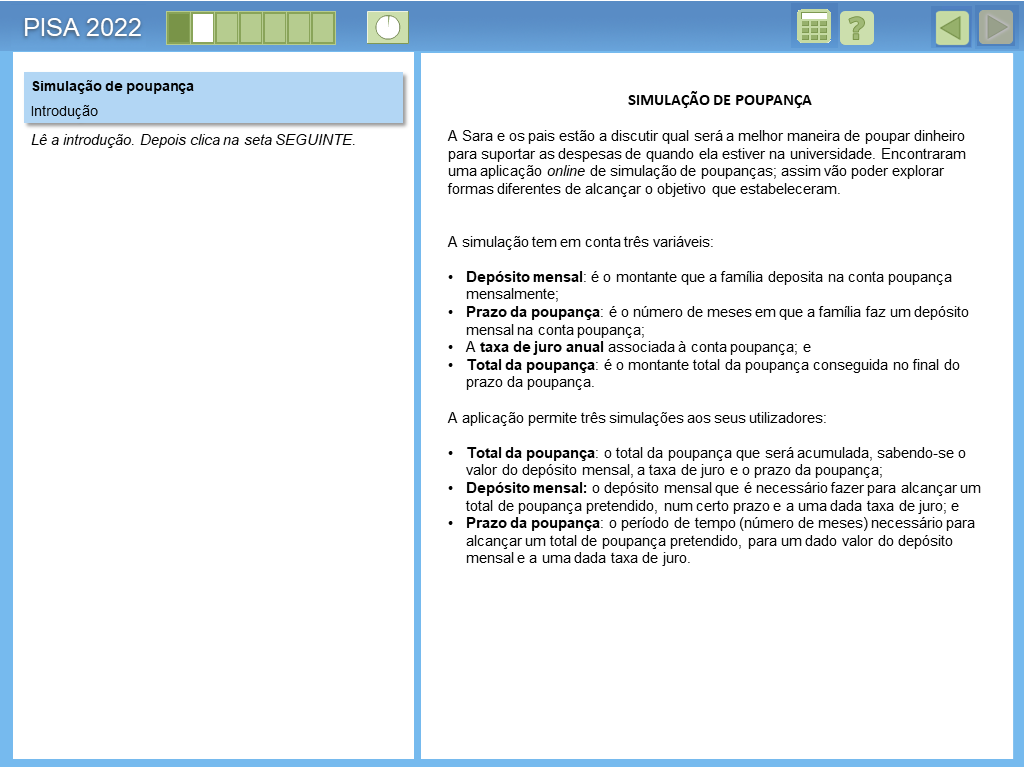 PISA 2022
?
Simulação de poupança
Introdução
Lê a introdução. Depois clica na seta SEGUINTE.
SIMULAÇÃO DE POUPANÇA
A Sara e os pais estão a discutir qual será a melhor maneira de poupar dinheiro
para suportar as despesas de quando ela estiver na universidade. Encontraram
uma aplicação online de simulação de poupanças; assim vão poder explorar
formas diferentes de alcançar o objetivo que estabeleceram.
A simulação tem em conta três variáveis:
• Depósito mensal: é o montante que a família deposita na conta poupança
mensalmente;
• Prazo da poupança: é o número de meses em que a família faz um depósito
mensal na conta poupança;
• A taxa de juro anual associada à conta poupança; e
• Total da poupança: é o montante total da poupança conseguida no final do
prazo da poupança.
A aplicação permite três simulações aos seus utilizadores:
• Total da poupança: o total da poupança que será acumulada, sabendo-se o
valor do depósito mensal, a taxa de juro e o prazo da poupança;
• Depósito mensal: o depósito mensal que é necessário fazer para alcançar um
total de poupança pretendido, num certo prazo e a uma dada taxa de juro; e
• Prazo da poupança: o período de tempo (número de meses) necessário para
alcançar um total de poupança pretendido, para um dado valor do depósito
mensal e a uma dada taxa de juro.